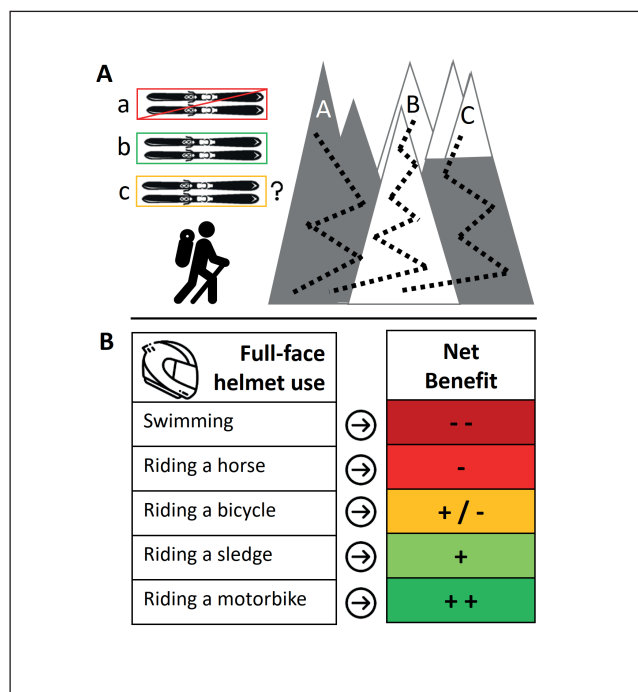 A
a
b
c ?
A
B
C
B
Full-face
helmet use
Net
Benefit
Swimming
- -
Riding a horse
-
Riding a bicycle
+ / -
Riding a sledge
+
Riding a motorbike
+ +